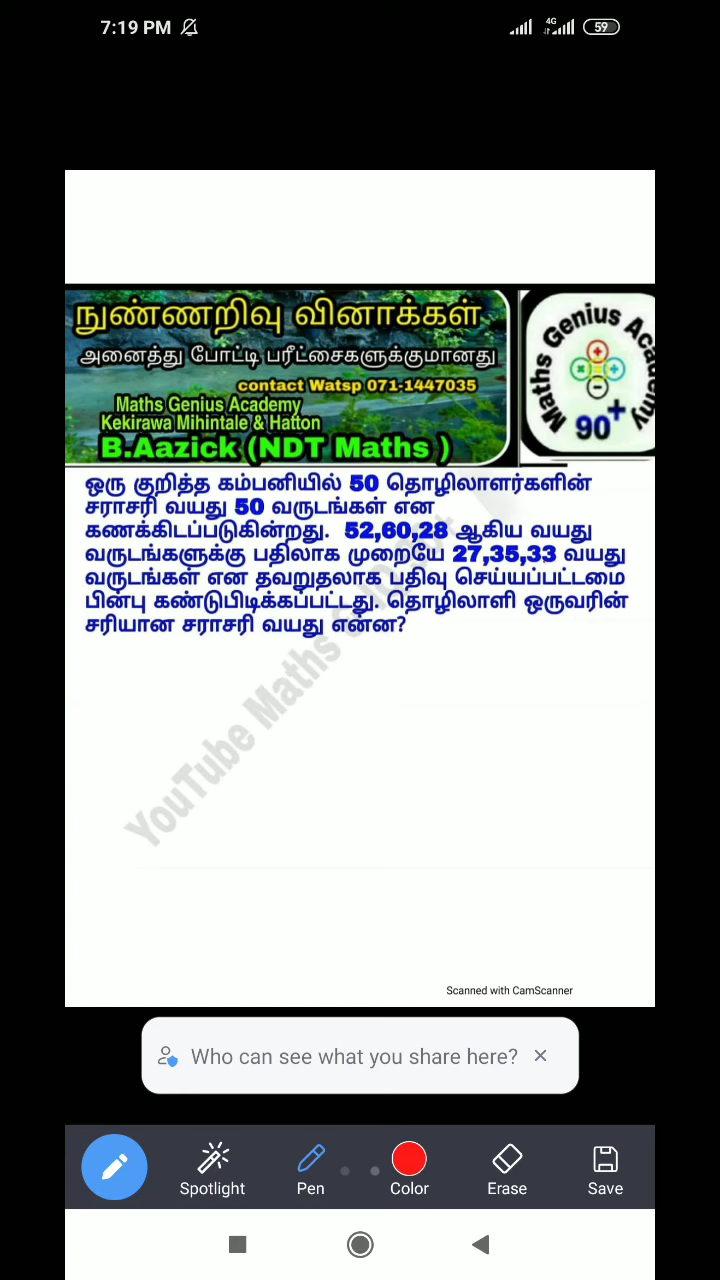 7:19 PM
4G
59
நுண்ணறிவு வினாக்கள்
அனைத்து போட்டி பரீட்சைகளுக்குமானது
contact Watsp 071-1447035
Maths Genius Academy
Kekirawa Mihintale & Hatton
B.Aazick (NDT Maths )
Maths Genius Academy
90+
ஒரு குறித்த கம்பனியில் 50 தொழிலாளர்களின்
சராசரி வயது 50 வருடங்கள் என
கணக்கிடப்படுகின்றது. 52,60,28 ஆகிய வயது
வருடங்களுக்கு பதிலாக முறையே 27,35,33 வயது
வருடங்கள் என தவறுதலாக பதிவு செய்யப்பட்டமை
பின்பு கண்டுபிடிக்கப்பட்டது. தொழிலாளி ஒருவரின்
சரியான சராசரி வயது என்ன?
YouTube Maths
Scanned with CamScanner
Who can see what you share here?
Spotlight
Pen
Color
Erase
Save